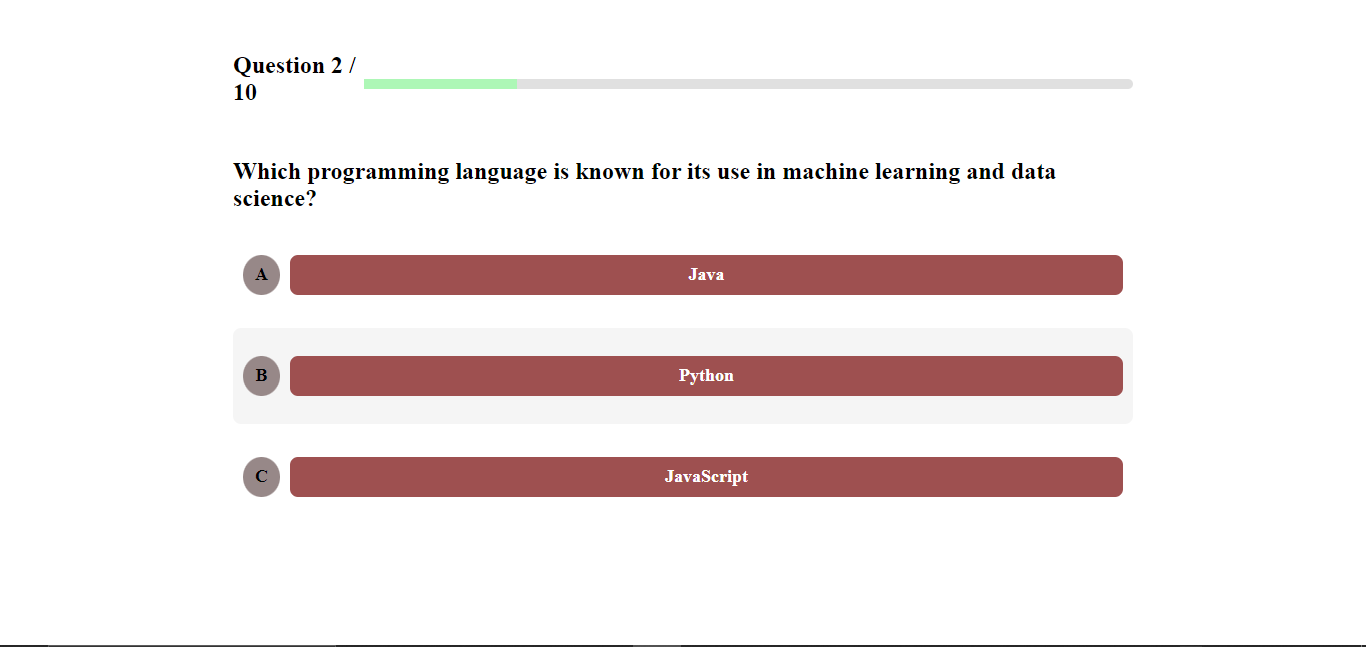 Question 2 /
10
Which programming language is known for its use in machine learning and data
science?
A Java
B Python
C JavaScript